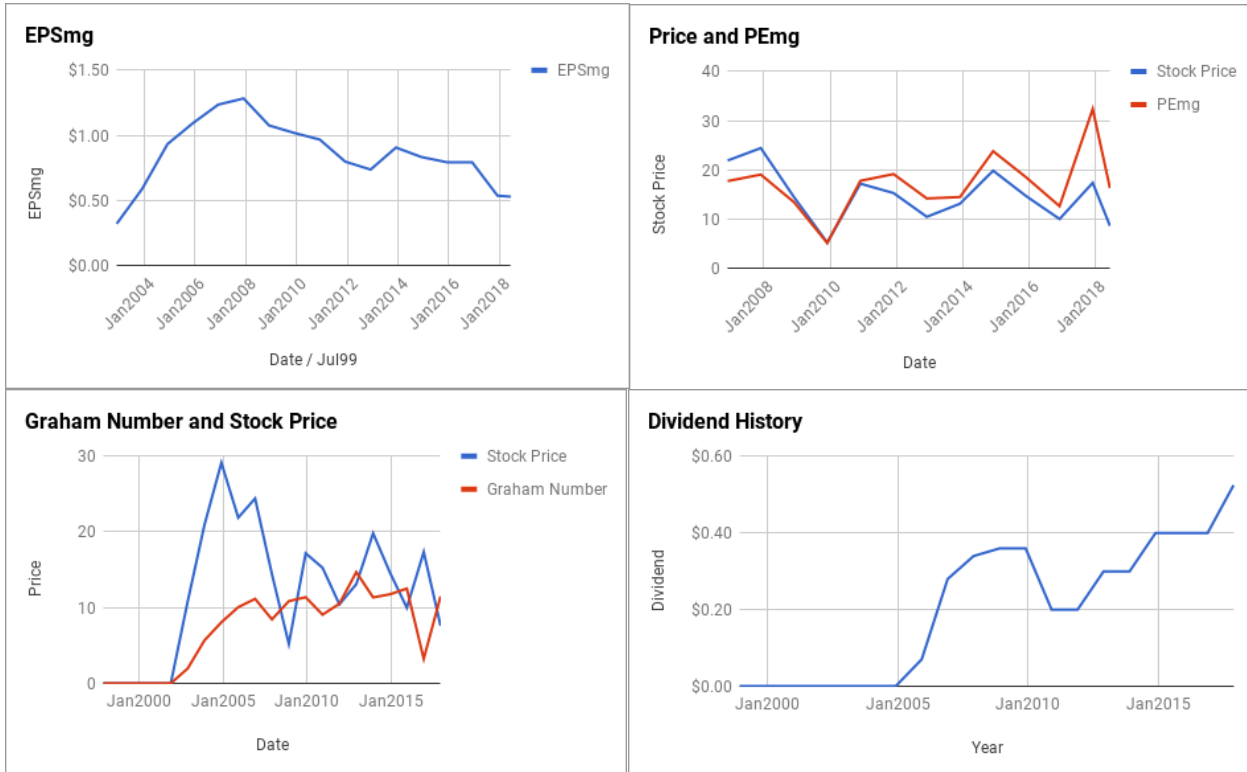 EPSmg
$1.50
EPSmg
$1.00
$0.50
$0.00
EPSmg
Jan2004
Jan2006
Jan2008
Jan2010
Jan2012
Jan2014
Jan2016
Jan2018
Date / Jul99
Price and PEmg
40
Stock Price
PEmg
30
20
10
0
Stock Price
Jan2008
Jan2010
Jan2012
Jan2014
Jan2016
Jan2018
Date
Graham Number and Stock Price
30
Stock Price
Graham Number
20
10
0
Price
Jan2000
Jan2005
Jan2010
Jan2015
Date
Dividend History
$0.60
$0.40
$0.20
$0.00
Dividend
Jan2000
Jan2005
Jan2010
Jan2015
Year